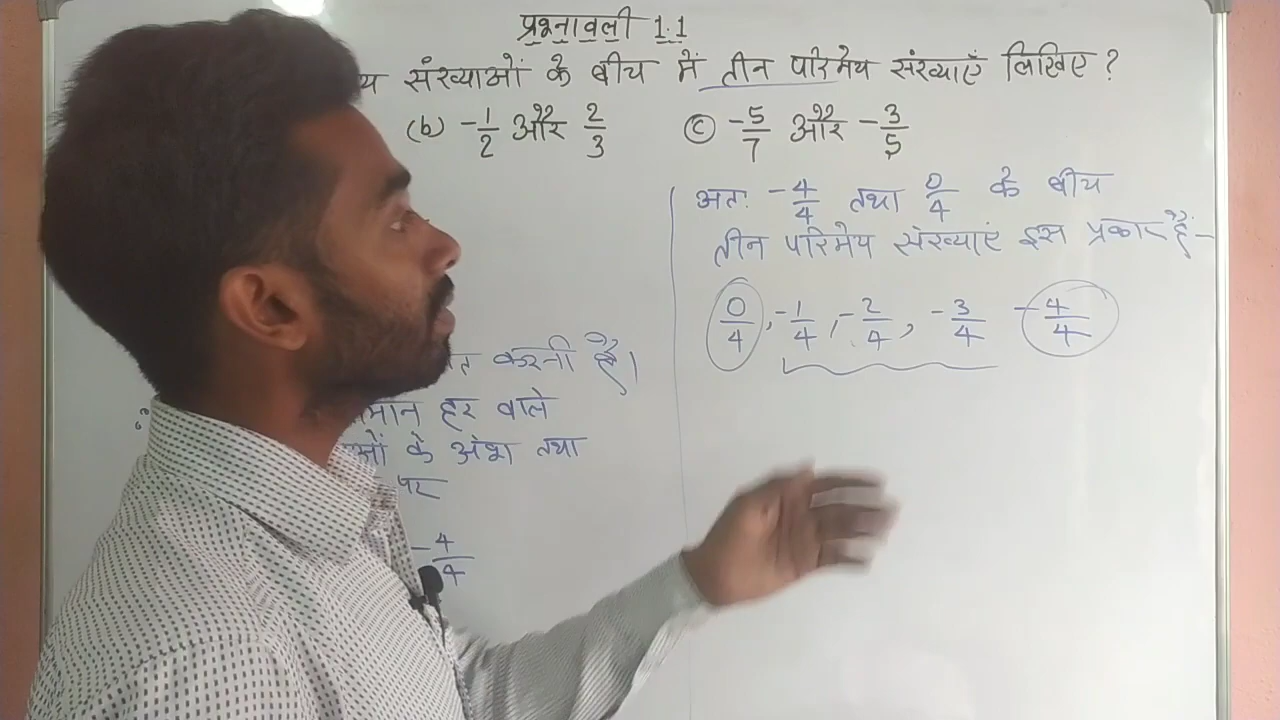 प्रश्नावली 1.1
संख्याओं के बीच में तीन परिमेय संख्याएँ लिखिए ?
(b) -1/2 और 2/3 (c) -5/7 और -3/5
करनी है।
हर वाले
के अंश तथा
पर
-4/4
अतः -4/4 तथा 0/4 के बीच
तीन परिमेय संख्याएं इस प्रकार हैं-
0/4, -1/4, -2/4, -3/4 -4/4